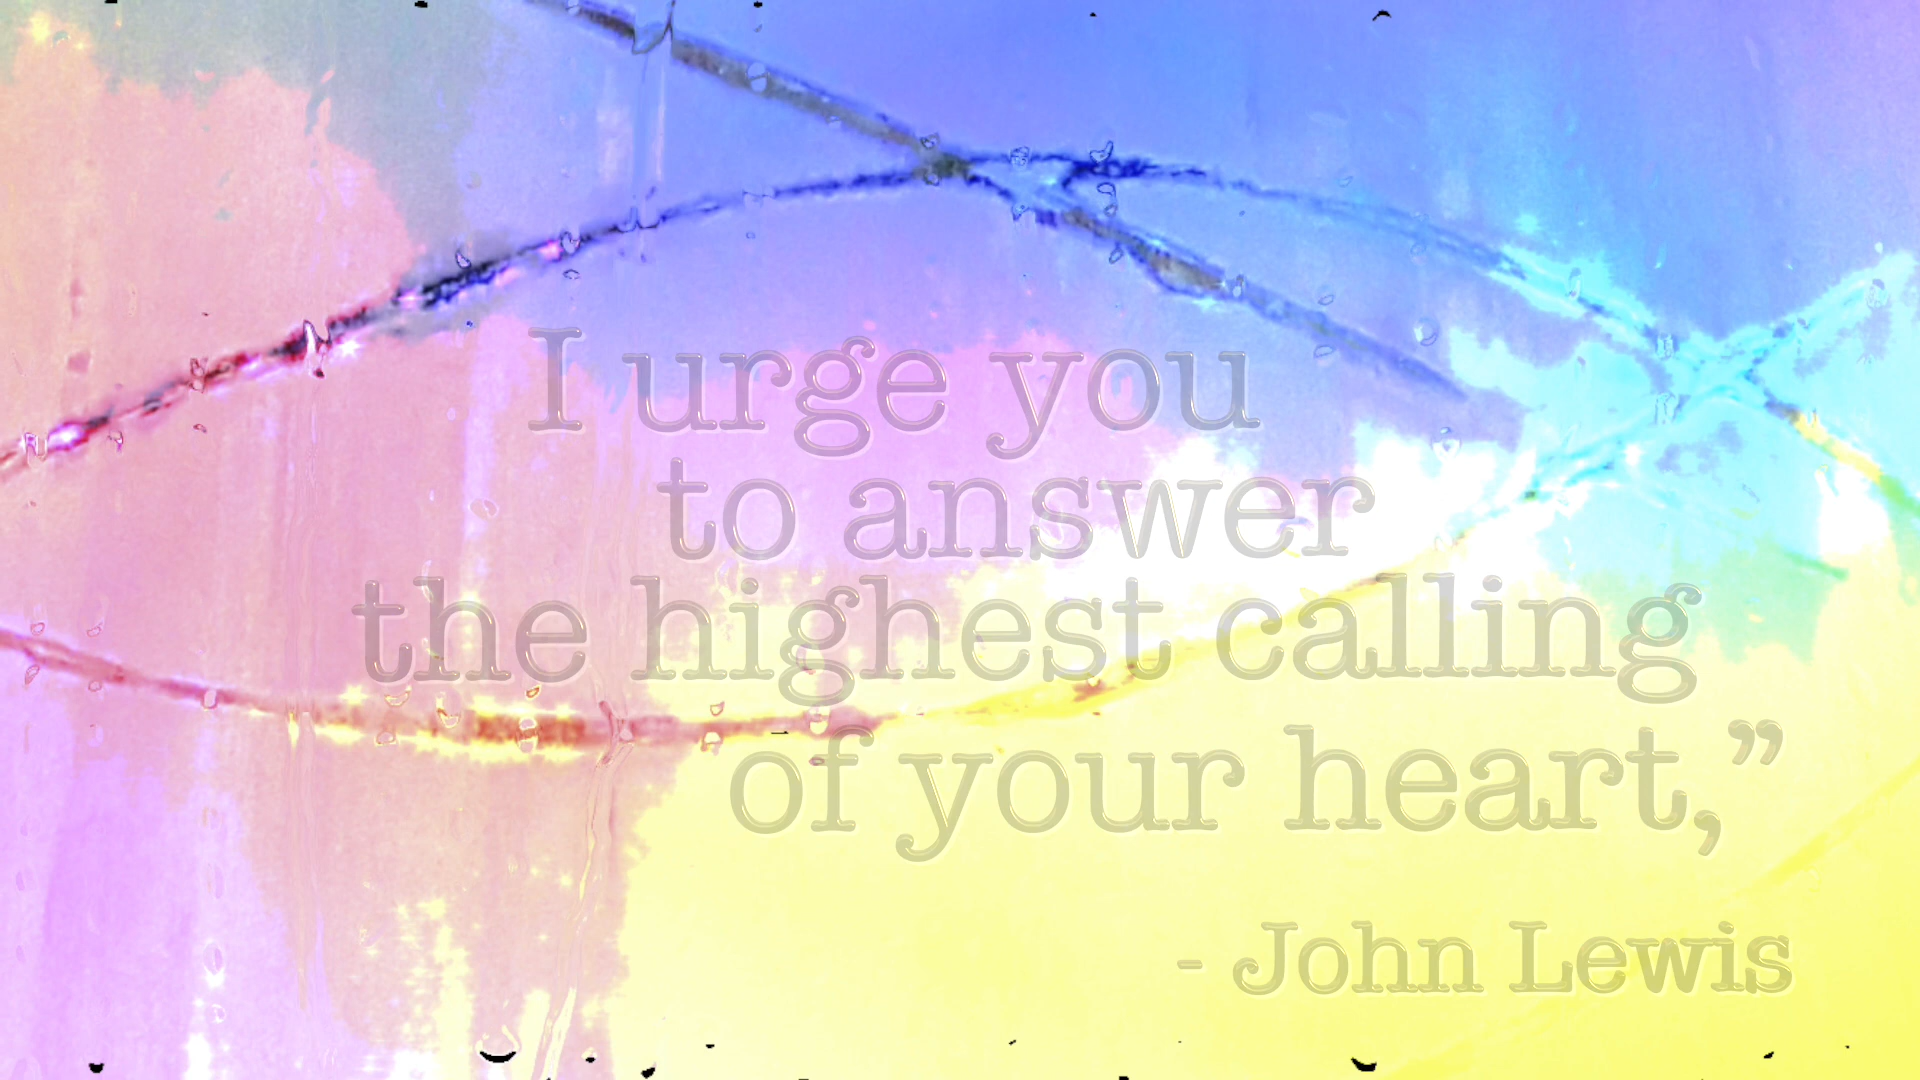 I urge you
to answer
the highest calling
of your heart,”
- John Lewis